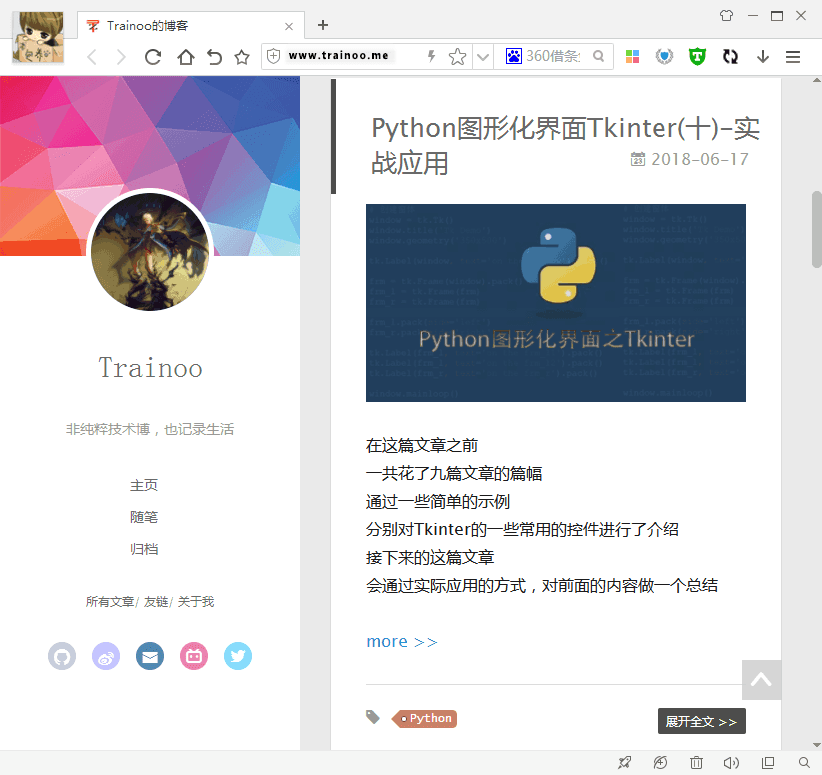 Trainoo的博客
www.trainoo.me
360借条
Python图形化界面Tkinter(十)-实
战应用
2018-06-17
Python图形化界面之Tkinter
Trainoo
非纯粹技术博，也记录生活
主页
随笔
归档
所有文章/ 友链/ 关于我
在这篇文章之前
一共花了九篇文章的篇幅
通过一些简单的示例
分别对Tkinter的一些常用的控件进行了介绍
接下来的这篇文章
会通过实际应用的方式，对前面的内容做一个总结
more >>
Python
展开全文 >>